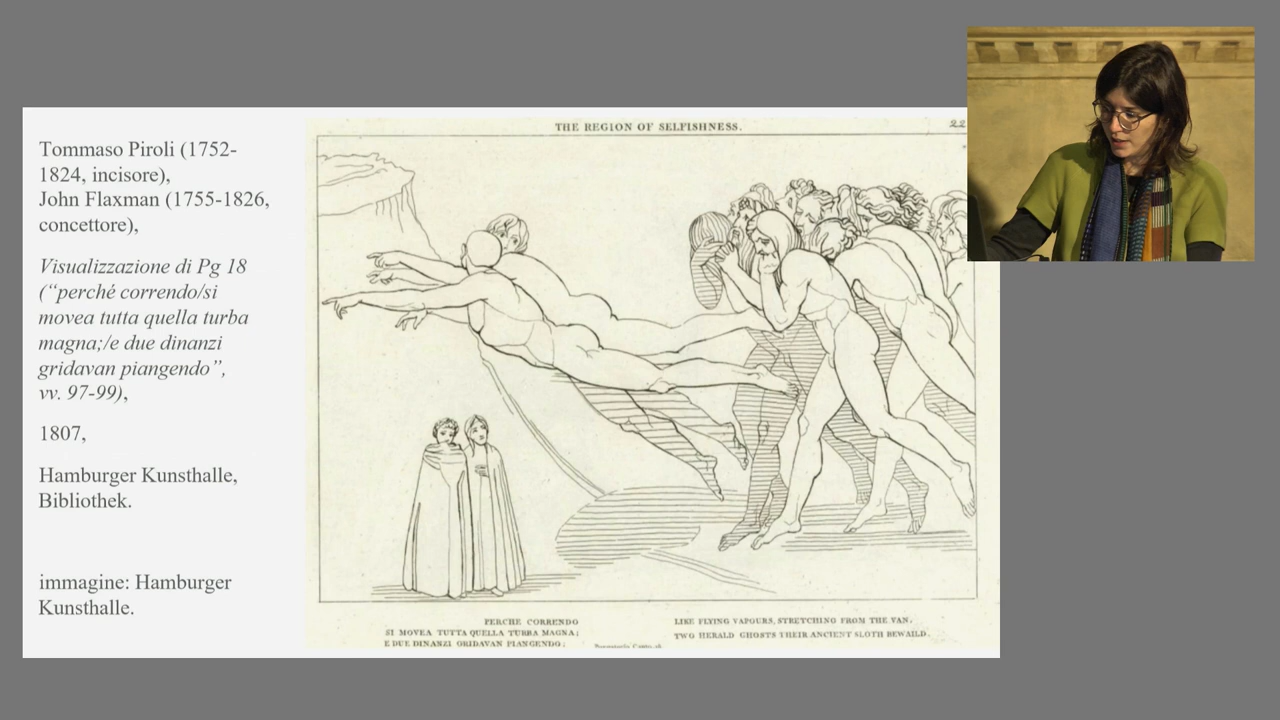 Tommaso Piroli (1752-
1824, incisore),
John Flaxman (1755-1826,
concettore),
Visualizzazione di Pg 18
(“perché correndo/si
movea tutta quella turba
magna;/e due dinanzi
gridavan piangendo”,
vv. 97-99),
1807,
Hamburger Kunsthalle,
Bibliothek.
immagine: Hamburger
Kunsthalle.
THE REGION OF SELFISHNESS.
22
PERCHE CORRENDO
SI MOVEA TUTTA QUELLA TURBA MAGNA;
E DUE DINANZI GRIDAVAN PIANGENDO;
LIKE FLYING VAPOURS, STRETCHING FROM THE VAN,
TWO HERALD GHOSTS THEIR ANCIENT SLOTH BEWAILD.